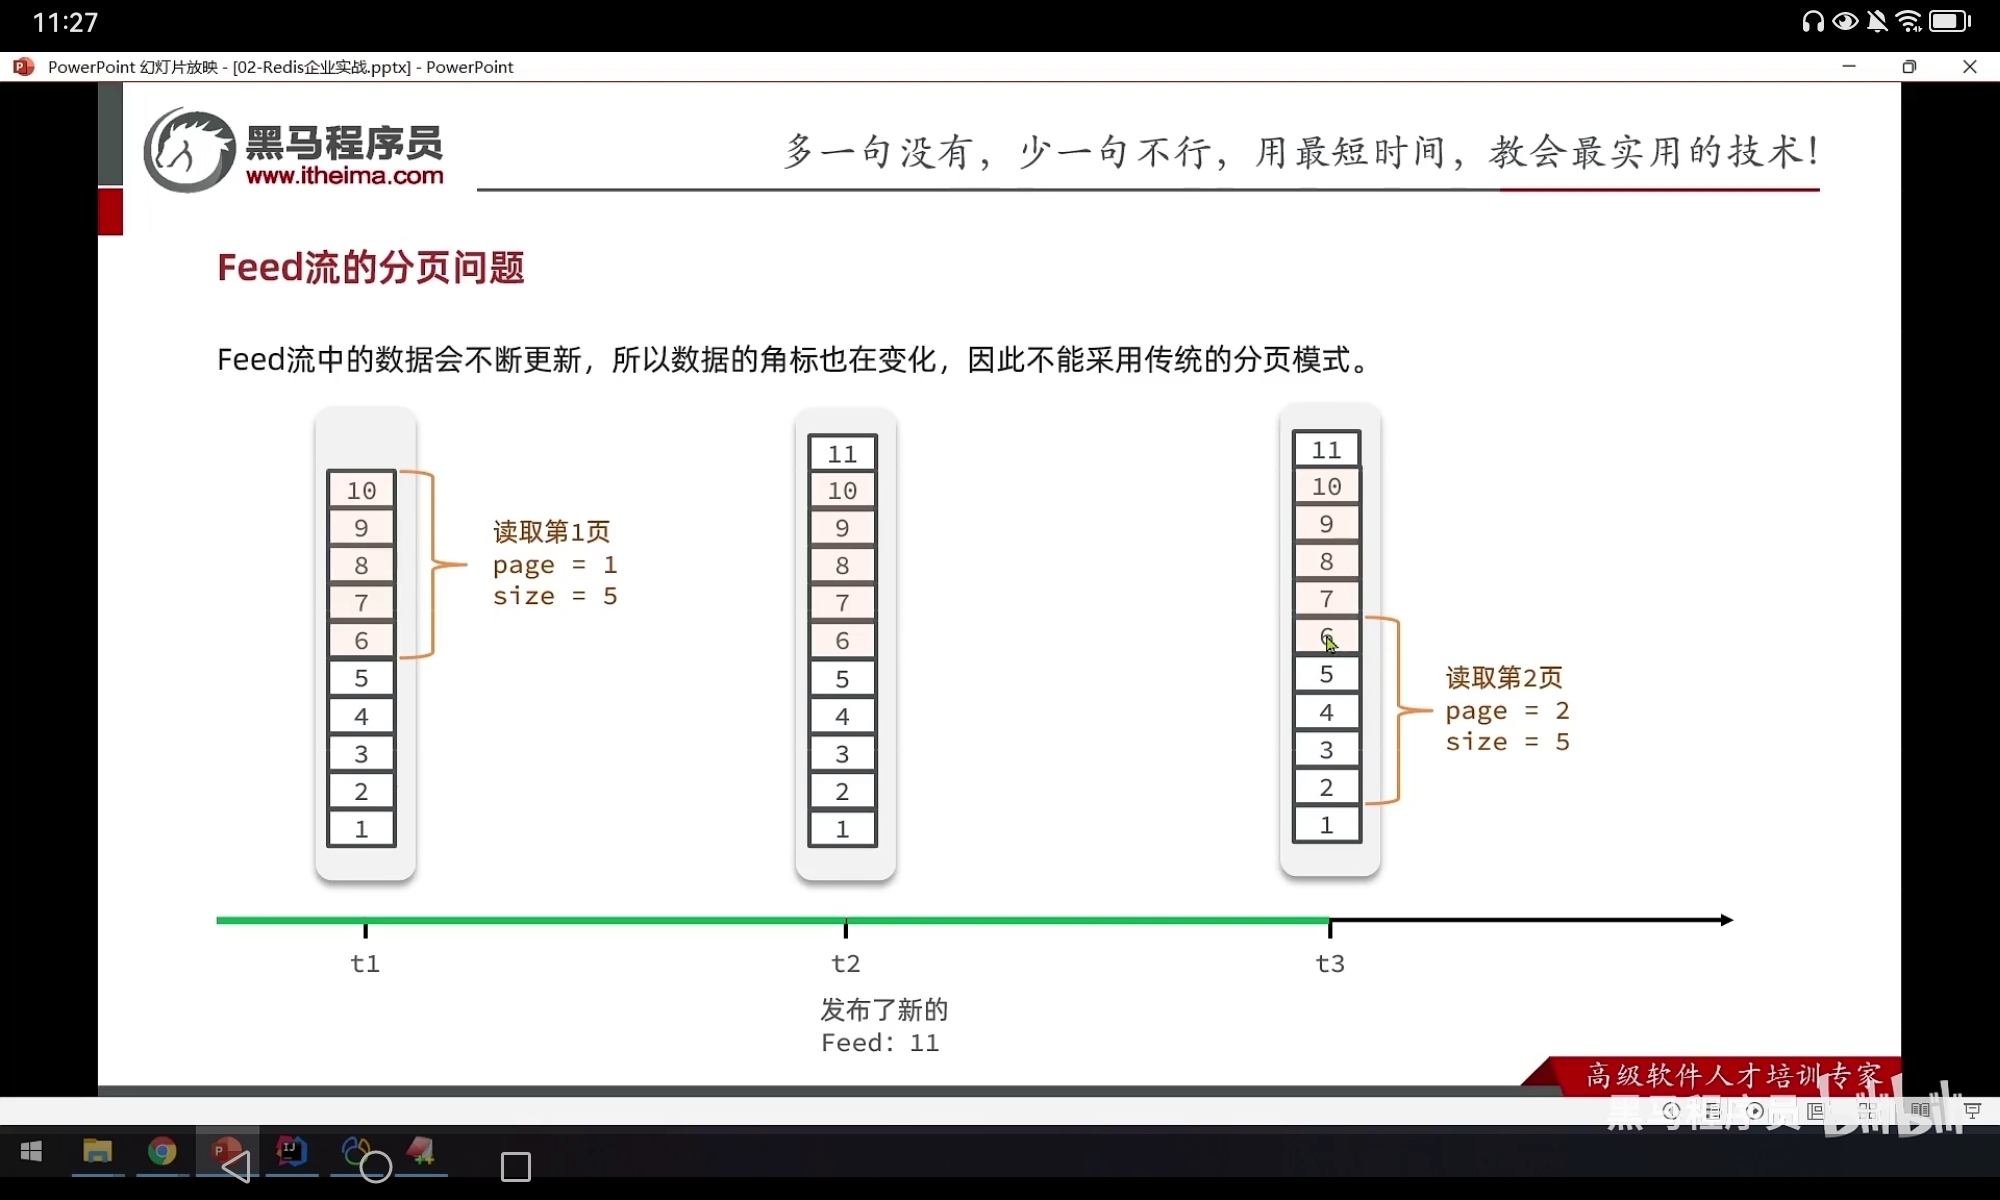 11:27
PowerPoint 幻灯片放映 - [02-Redis企业实战.pptx] - PowerPoint
黑马程序员
www.itheima.com
多一句没有，少一句不行，用最短时间，教会最实用的技术！
Feed流的分页问题
Feed流中的数据会不断更新，所以数据的角标也在变化，因此不能采用传统的分页模式。
10
9
8
7
6
5
4
3
2
1
读取第1页
page = 1
size = 5
11
10
9
8
7
6
5
4
3
2
1
11
10
9
8
7
6
5
4
3
2
1
读取第2页
page = 2
size = 5
t1
t2
t3
发布了新的
Feed：11
高级软件人才培训专家
黑马程序员 bilibili